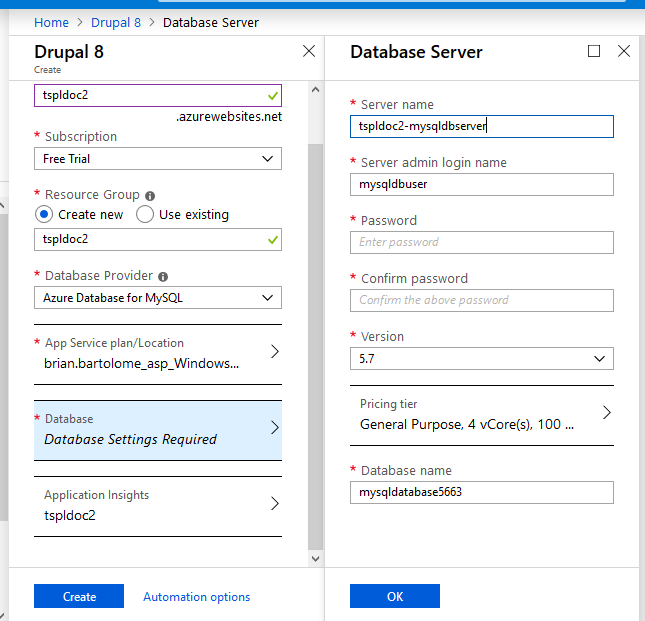 Home > Drupal 8 > Database Server
Drupal 8
Create
tspldoc2
.azurewebsites.net
* Subscription
Free Trial
* Resource Group
Create new
Use existing
tspldoc2
* Database Provider
Azure Database for MySQL
* App Service plan/Location
brian.bartolome_asp_Windows...
* Database
Database Settings Required
Application Insights
tspldoc2
Create
Automation options
Database Server
* Server name
tspldoc2-mysqldbserver
* Server admin login name
mysqldbuser
* Password
Enter password
* Confirm password
Confirm the above password
* Version
5.7
Pricing tier
General Purpose, 4 vCore(s), 100 ...
* Database name
mysqldatabase5663
OK